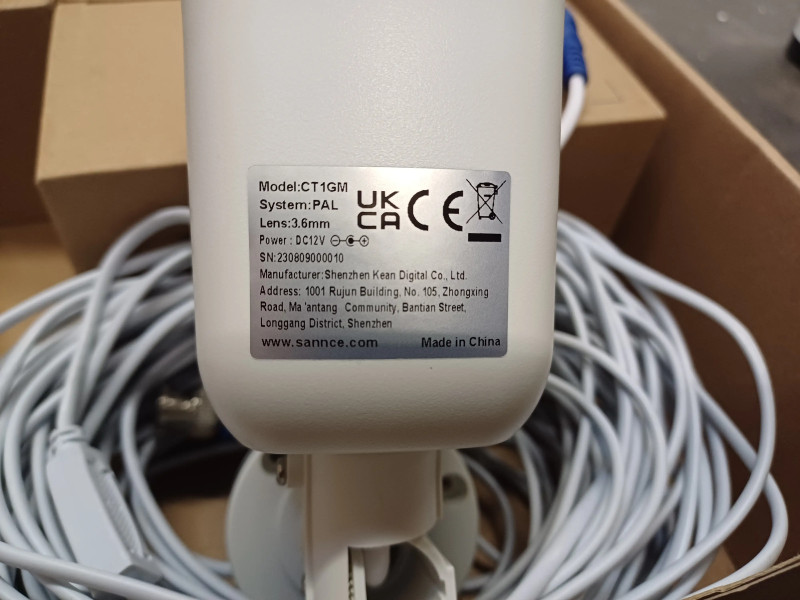 Model:CT1GM
System:PAL
Lens:3.6mm
UK
CA
CE
Power : DC12V
SN:230809000010
Manufacturer:Shenzhen Kean Digital Co., Ltd.
Address: 1001 Rujun Building, No. 105, Zhongxing
Road, Ma 'antang Community, Bantian Street,
Longgang District, Shenzhen
www.sannce.com Made in China